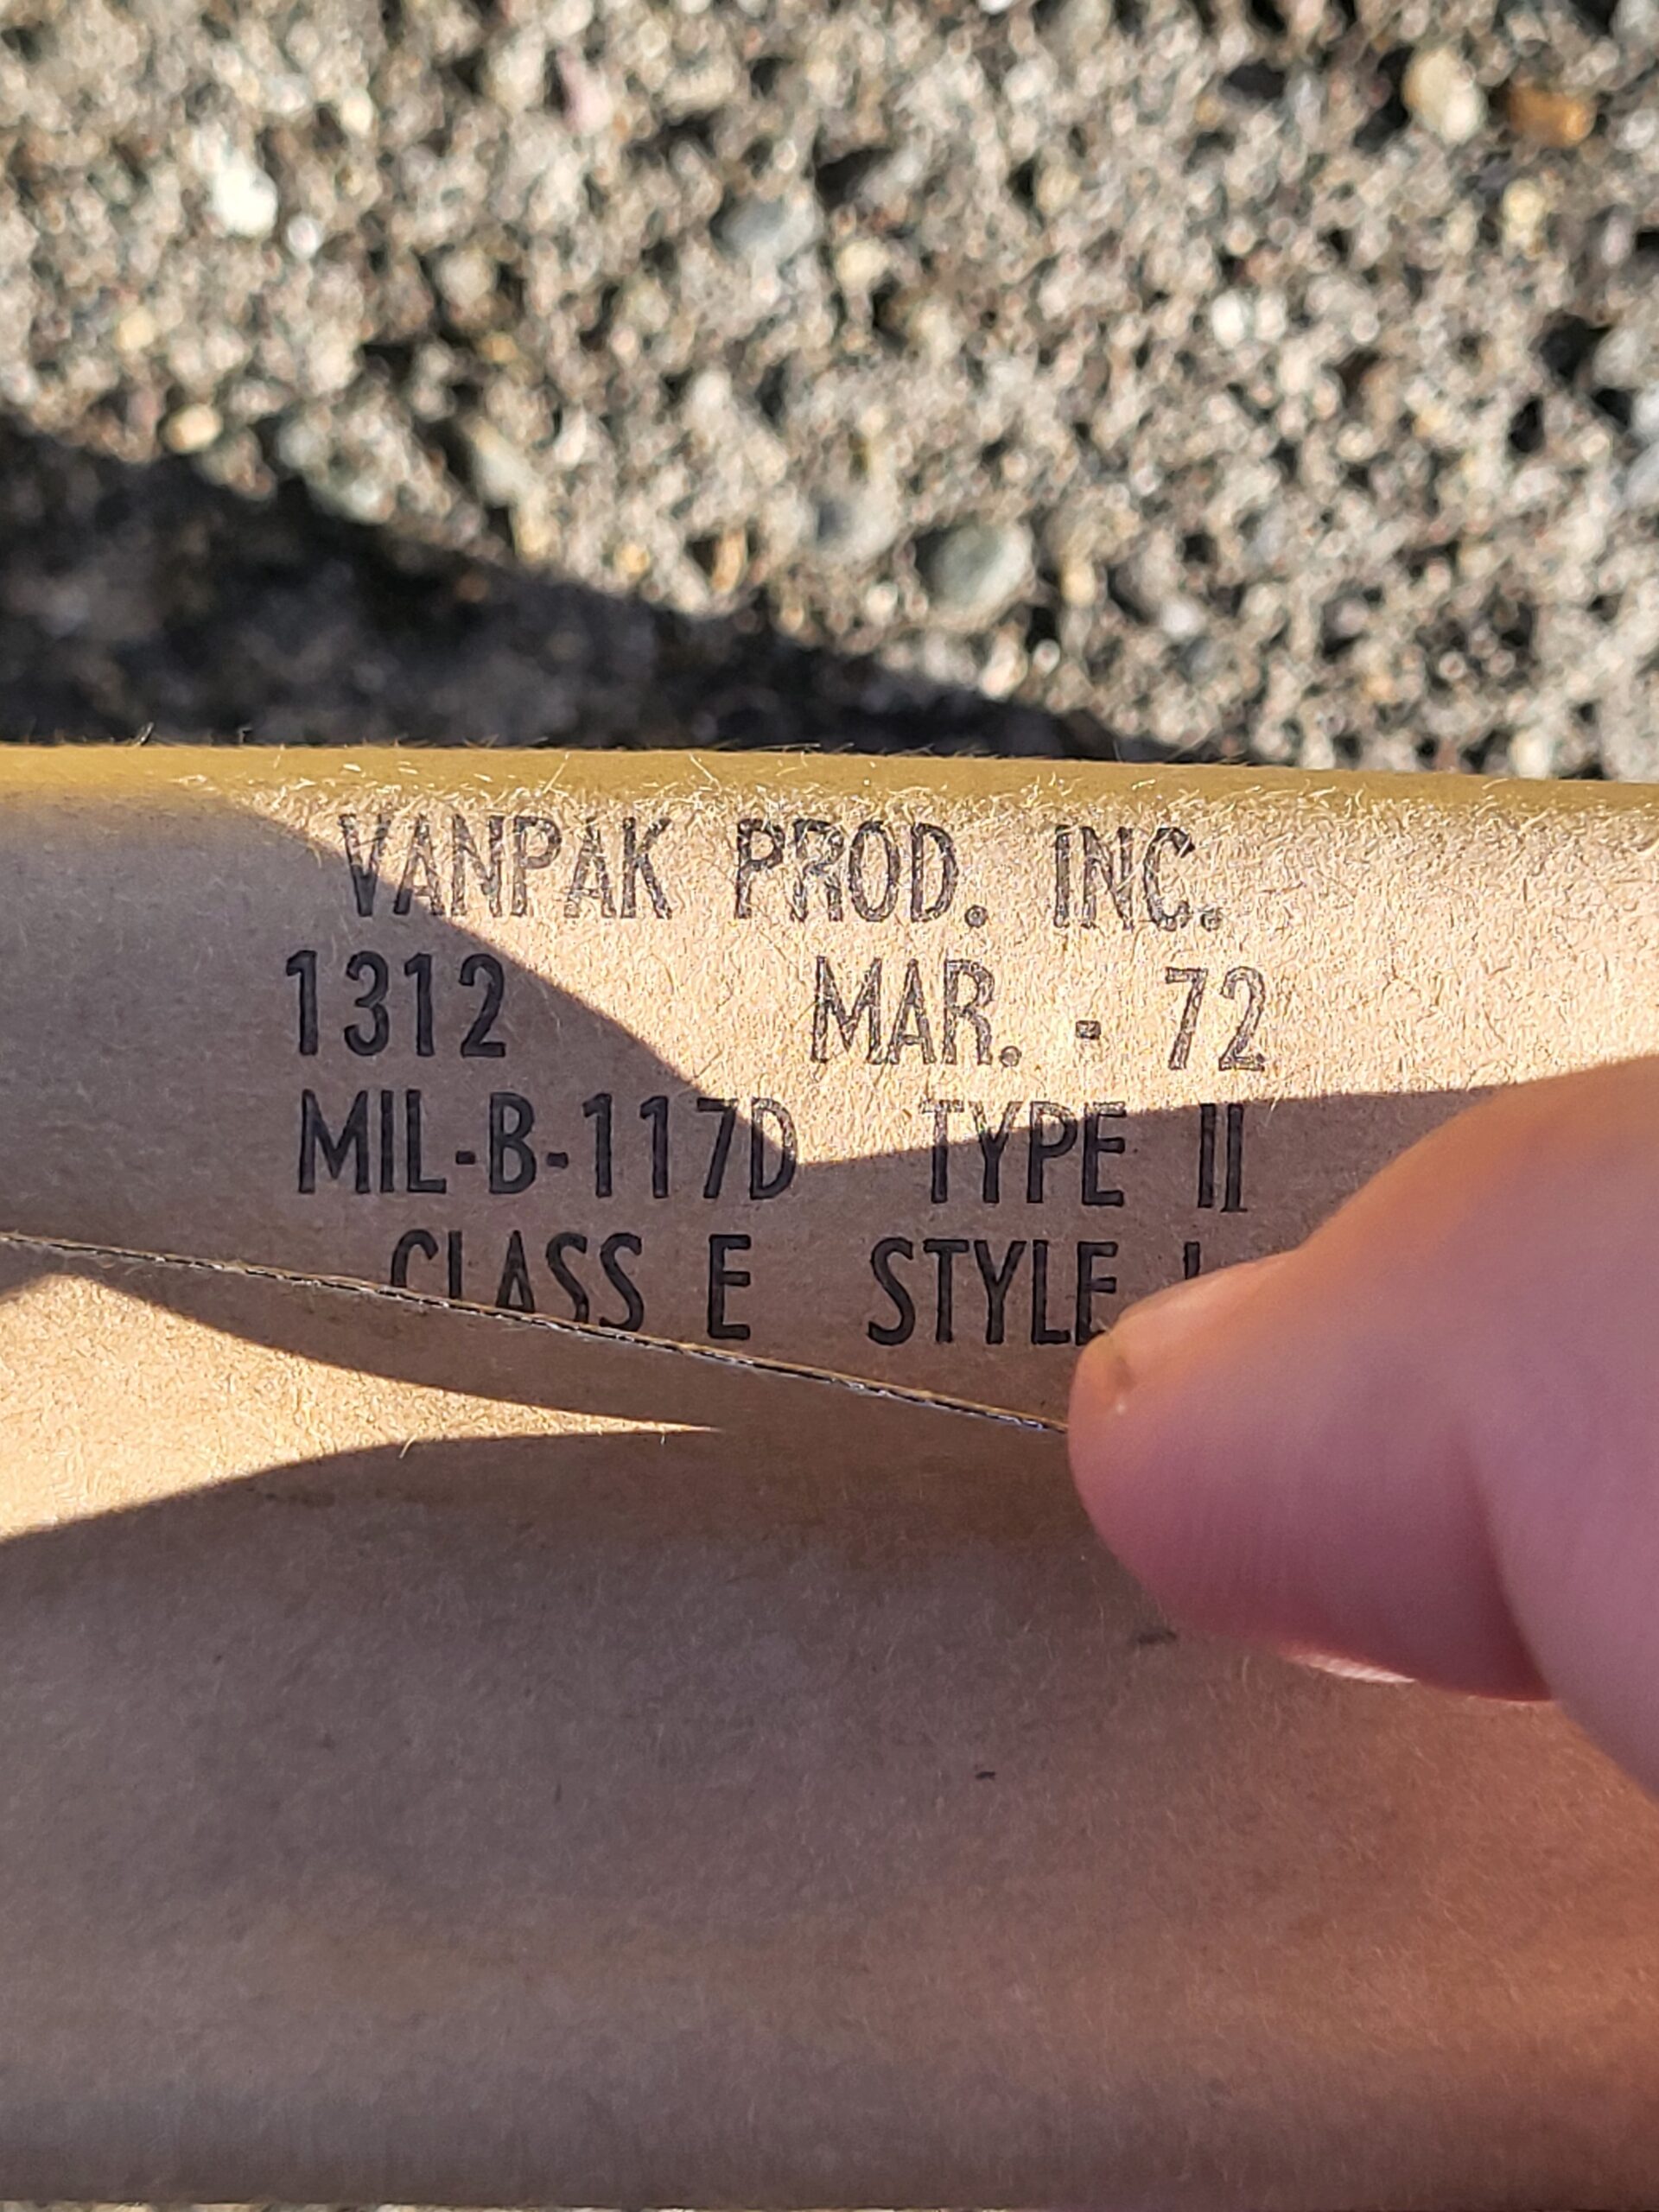 VANPAK PROD. INC.
1312 MAR. - 72
MIL-B-117D TYPE II
CLASS E STYLE